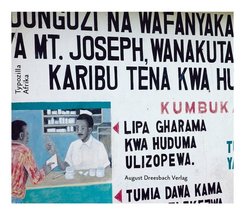 UONGOZI NA WAFANYAKA
YA MT. JOSEPH, WANAKUTA
KARIBU TENA KWA HU
KUMBUK
LIPA GHARAMA
KWA HUDUMA
ULIZOPEWA.
TUMIA DAWA KAMA
Typozilla
Afrika
August Dreesbach Verlag